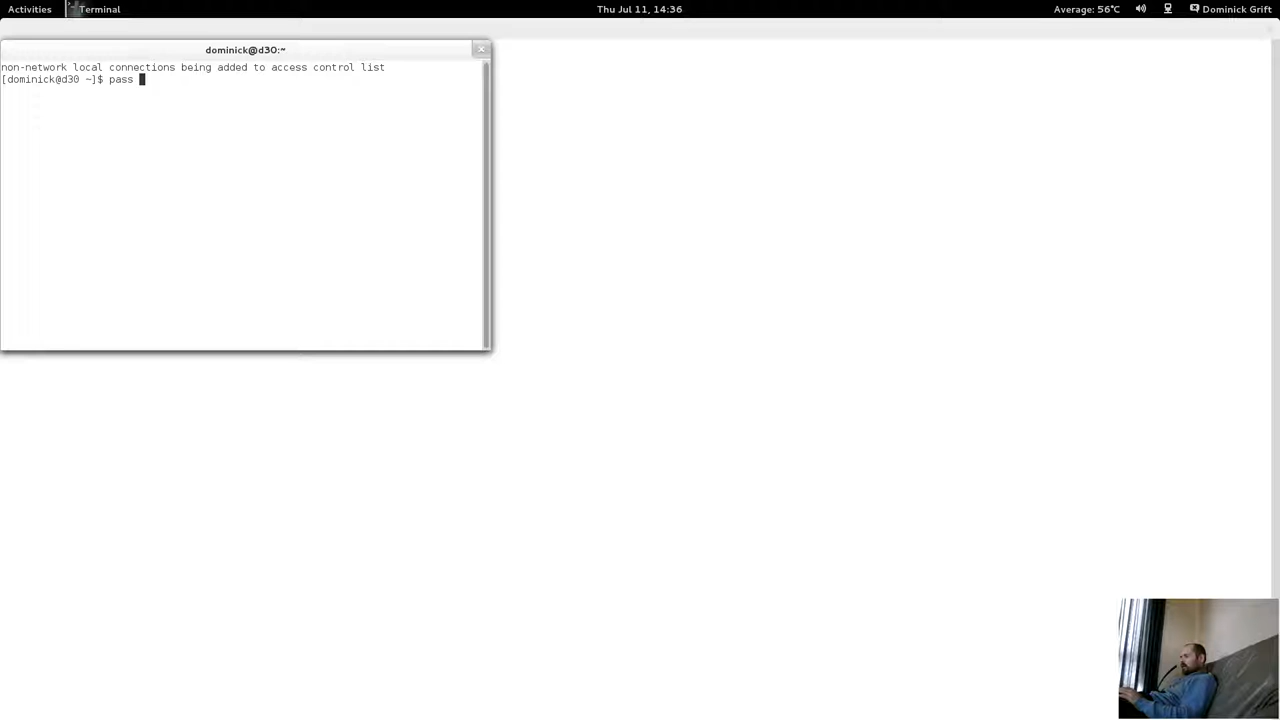 Activities
Terminal
Thu Jul 11, 14:36
Average: 56°C
Dominick Grift
dominick@d30:~
non-network local connections being added to access control list
[dominick@d30 ~]$ pass